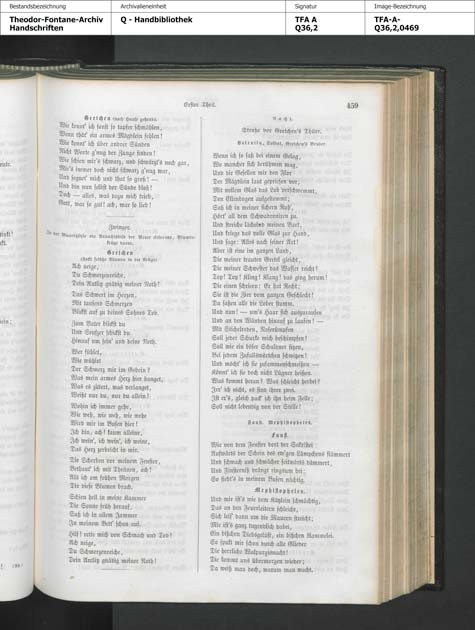 Bestandsbezeichnung
Theodor-Fontane-Archiv
Handschriften
Archivalieneinheit
Q - Handbibliothek
Signatur
TFA A
Q36,2
Image-Bezeichnung
TFA-A-
Q36,2,0469
Erster Theil.
459
Gretchen (nach Hause gehend).
Wie konnt' ich sonst so tapfer schmählen,
Wenn thät ein armes Mägdlein fehlen!
Wie konnt' ich über andrer Sünden
Nicht Worte g'nug der Zunge finden!
Wie schien mir's schwarz, und schwärzt's noch gar,
Mir's immer doch nicht schwarz g'nug war,
Und segnet' mich und that so groß! —
Und bin nun selbst der Sünde bloß!
Doch — alles, was dazu mich trieb,
Gott, war so gut! ach, war so lieb!
Zwinger.
In der Mauerhöhle ein Andachtsbild der Mater dolorosa, Blumen-
krüge davor.
Gretchen
(steckt frische Blumen in die Krüge).
Ach neige,
Du Schmerzenreiche,
Dein Antlitz gnädig meiner Noth!
Das Schwert im Herzen,
Mit tausend Schmerzen
Blickst auf zu deines Sohnes Tod.
Zum Vater blickst du
Und Seufzer schickst du
Hinauf um sein' und deine Noth.
Wer fühlet,
Wie wühlet
Der Schmerz mir im Gebein?
Was mein armes Herz hier banget,
Was es zittert, was verlanget,
Weißt nur du, nur du allein!
Wohin ich immer gehe,
Wie weh, wie weh, wie wehe
Wird mir im Busen hier!
Ich bin, ach! kaum alleine,
Ich wein', ich wein', ich weine,
Das Herz zerbricht in mir.
Die Scherben vor meinem Fenster,
Bethaut' ich mit Thränen, ach!
Als ich am frühen Morgen
Dir diese Blumen brach.
Schien hell in meine Kammer
Die Sonne früh herauf,
Saß ich in allem Jammer
In meinem Bett' schon auf.
Hilf! rette mich von Schmach und Tod!
Ach neige,
Du Schmerzenreiche,
Dein Antlitz gnädig meiner Noth!
Nacht.
Straße vor Gretchen's Thüre.
Valentin, Soldat, Gretchen's Bruder.
Wenn ich so saß bei einem Gelag,
Wo mancher sich berühmen mag,
Und die Gesellen mir den Flor
Der Mägdlein laut gepriesen vor,
Mit vollem Glas das Lob verschwemmt,
Den Ellenbogen aufgestemmt;
Saß ich in meiner sichern Ruh',
Hört' all dem Schwadroniren zu.
Und streiche lächelnd meinen Bart,
Und kriege das volle Glas zur Hand,
Und sage: Alles nach seiner Art!
Aber ist eine im ganzen Land,
Die meiner trauten Gretel gleicht,
Die meiner Schwester das Wasser reicht?
Top! Top! Kling! Klang! das ging herum!
Die einen schrieen: Er hat Recht;
Sie ist die Zier vom ganzen Geschlecht!
Da saßen alle die Lober stumm.
Und nun! — um's Haar sich auszuraufen
Und an den Wänden hinauf zu laufen! —
Mit Stichelreden, Naserümpfen
Soll jeder Schurke mich beschimpfen!
Soll wie ein böser Schuldner sitzen,
Bei jedem Zufallswörtchen schwitzen!
Und möcht' ich sie zusammenschmeißen —
Könnt' ich sie doch nicht Lügner heißen.
Was kommt heran? Was schleicht herbei?
Irr' ich nicht, es sind ihrer zwei.
Ist er's, gleich pack' ich ihn beim Felle;
Soll nicht lebendig von der Stelle!
Faust. Mephistopheles.
Faust.
Wie von dem Fenster dort der Sakristei
Aufwärts der Schein des ew'gen Lämpchens flämmert
Und schwach und schwächer seitwärts dämmert,
Und Finsterniß drängt ringsum bei;
So sieht's in meinem Busen nächtig.
Mephistopheles.
Und mir ist's wie dem Kätzlein schmächtig,
Das an den Feuerleitern schleicht,
Sich leis' dann um die Mauern streicht;
Mir ist's ganz tugendlich dabei,
Ein bischen Diebsgelüst, ein bischen Rammelei.
So spukt mir schon durch alle Glieder
Die herrliche Walpurgisnacht!
Die kommt uns übermorgen wieder;
Da weiß man doch, warum man wacht.